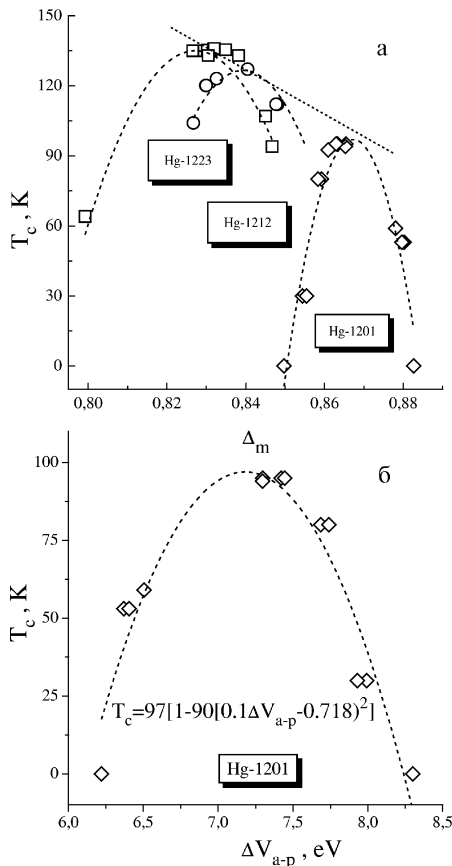 150
а
120
Hg-1223
90
T_c, K
Hg-1212
60
30
Hg-1201
0
0,80 0,82 0,84 0,86 0,88
Δ_m
100
б
75
T_c, K
50
25
T_c=97[1-90[0.1ΔV_a-p-0.718)²]
Hg-1201
0
6,0 6,5 7,0 7,5 8,0 8,5
ΔV_a-p, eV